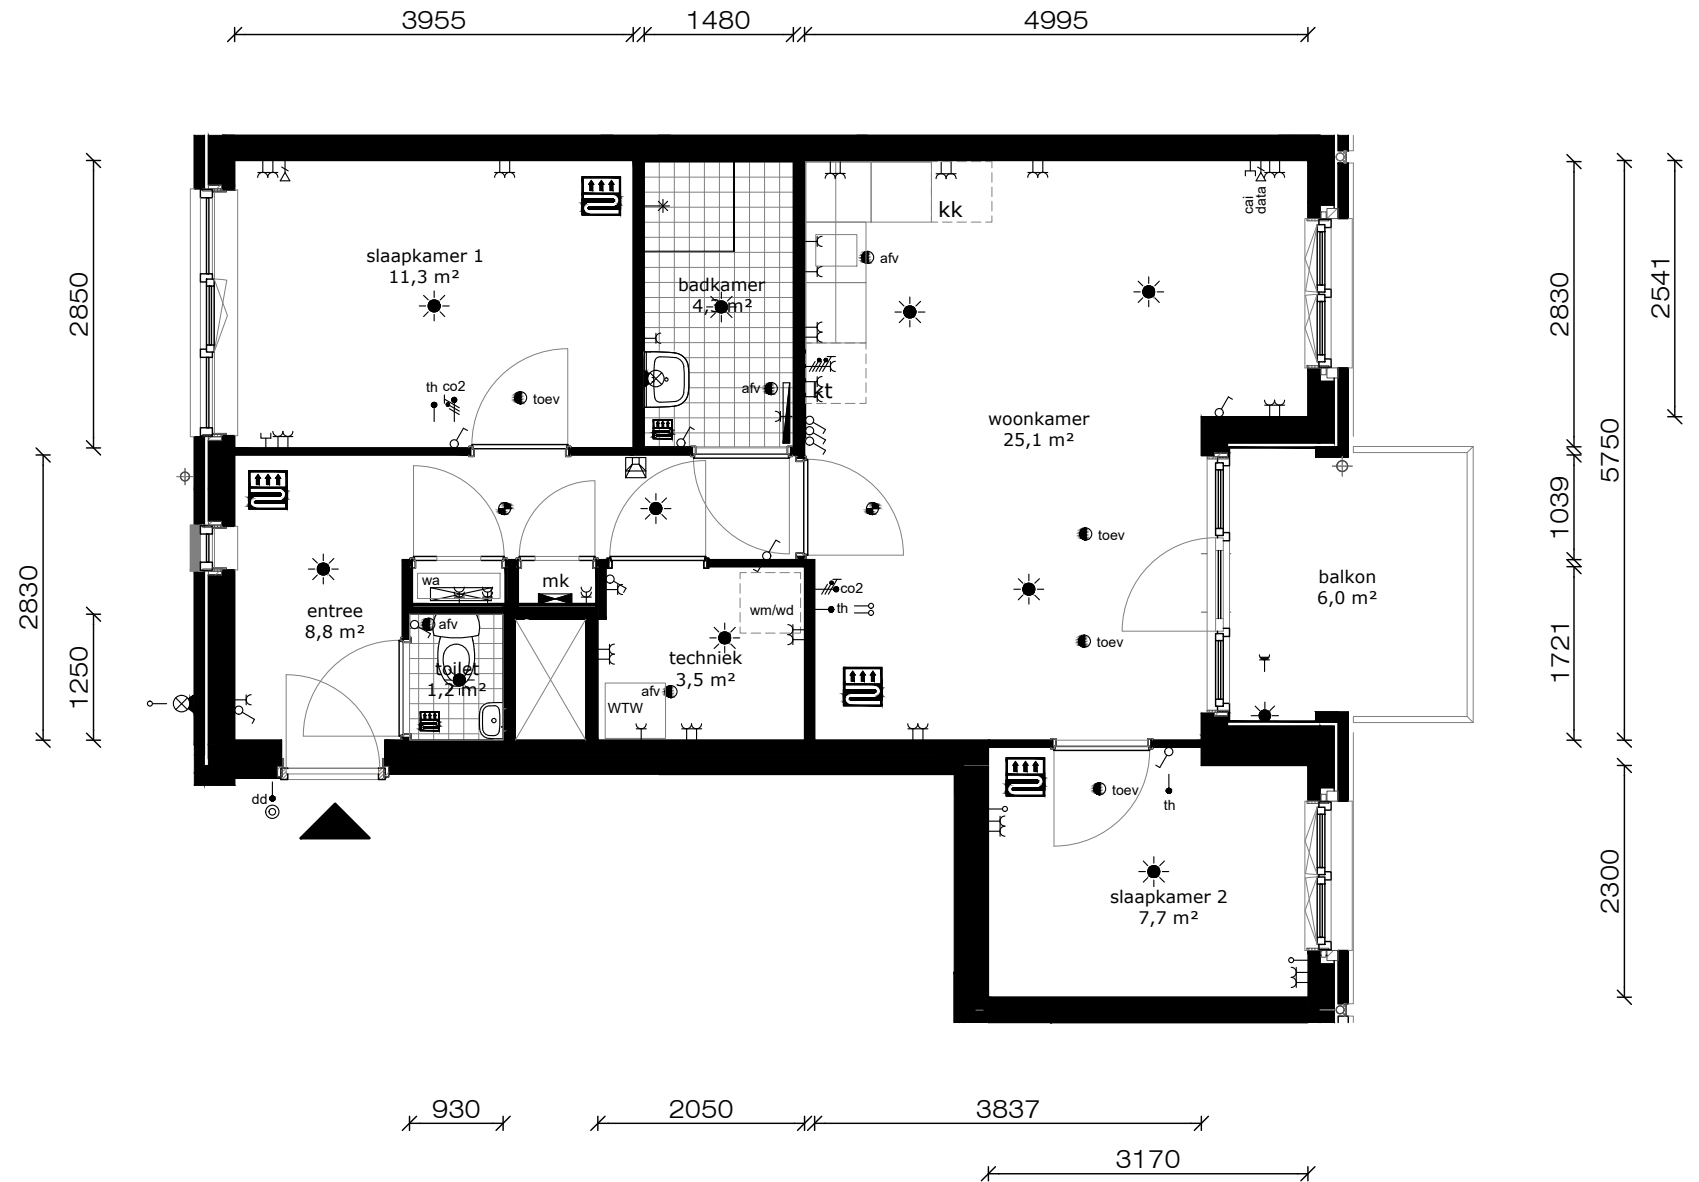 3955
1480
4995
2850
2830
1250
2830
1039
1721
5750
2541
2300
slaapkamer 1
11,3 m²
th
co2
toev
badkamer
m²
afv
kk
afv
kt
cai
data
woonkamer
25,1 m²
toev
toev
co2
th
balkon
6,0 m²
entree
8,8 m²
wa
mk
afv
toilet
1,2 m²
wm/wd
techniek
3,5 m²
afv
WTW
dd
toev
th
slaapkamer 2
7,7 m²
930
2050
3837
3170